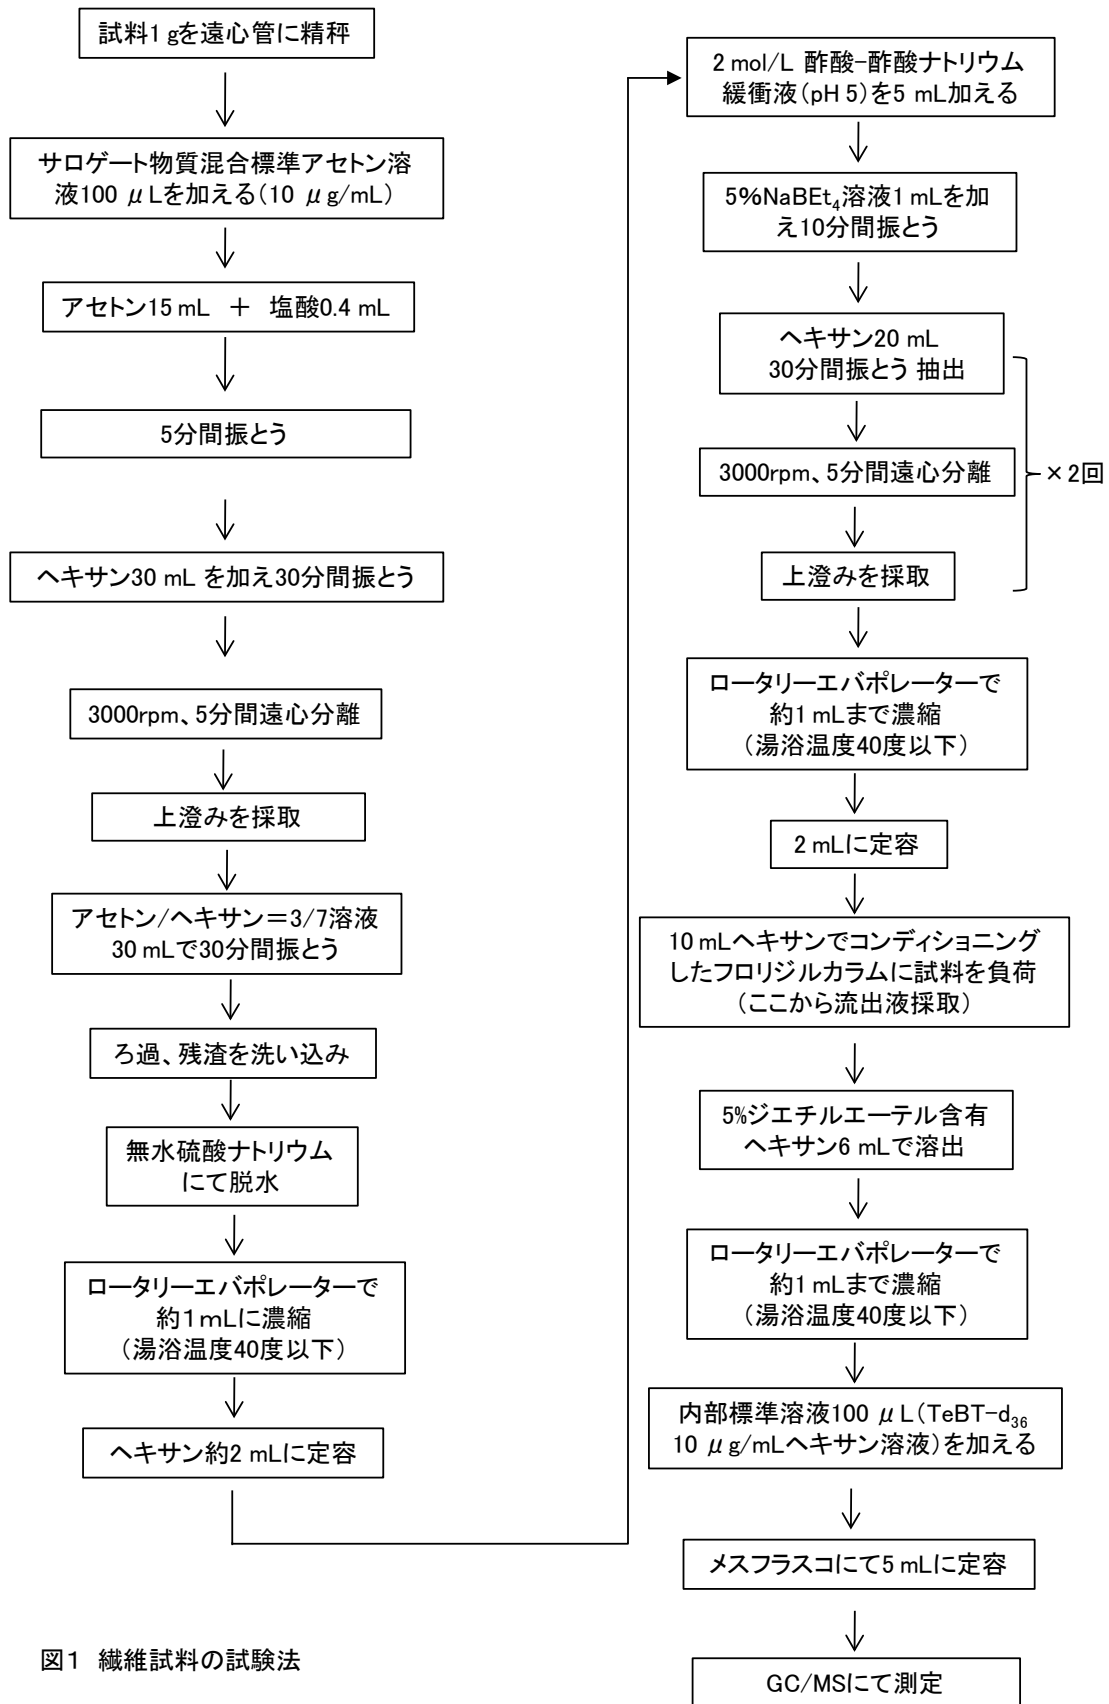 試料1 gを遠心管に精秤
サロゲート物質混合標準アセトン溶
液100 μLを加える(10 μg/mL)
アセトン15 mL ＋ 塩酸0.4 mL
5分間振とう
ヘキサン30 mL を加え30分間振とう
3000rpm、5分間遠心分離
上澄みを採取
アセトン/ヘキサン＝3/7溶液
30 mLで30分間振とう
ろ過、残渣を洗い込み
無水硫酸ナトリウム
にて脱水
ロータリーエバポレーターで
約１ｍLに濃縮
（湯浴温度40度以下）
ヘキサン約2 mLに定容
2 mol/L 酢酸-酢酸ナトリウム
緩衝液(pH 5)を5 mL加える
5%NaBEt₄溶液1 mLを加
え10分間振とう
ヘキサン20 mL
30分間振とう 抽出
3000rpm、5分間遠心分離
×2回
上澄みを採取
ロータリーエバポレーターで
約1 mLまで濃縮
（湯浴温度40度以下）
2 mLに定容
10 mLヘキサンでコンディショニング
したフロリジルカラムに試料を負荷
（ここから流出液採取）
5%ジエチルエーテル含有
ヘキサン6 mLで溶出
ロータリーエバポレーターで
約1 mLまで濃縮
（湯浴温度40度以下）
内部標準溶液100 μL(TeBT-d₃₆
10 μg/mLヘキサン溶液)を加える
メスフラスコにて5 mLに定容
GC/MSにて測定
図１ 繊維試料の試験法